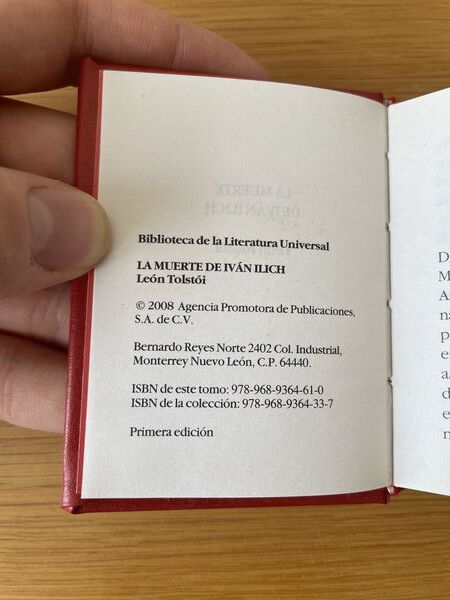 Biblioteca de la Literatura Universal
LA MUERTE DE IVÁN ILICH
León Tolstói
© 2008 Agencia Promotora de Publicaciones,
S.A. de C.V.
Bernardo Reyes Norte 2402 Col. Industrial,
Monterrey Nuevo León, C.P. 64440.
ISBN de este tomo: 978-968-9364-61-0
ISBN de la colección: 978-968-9364-33-7
Primera edición